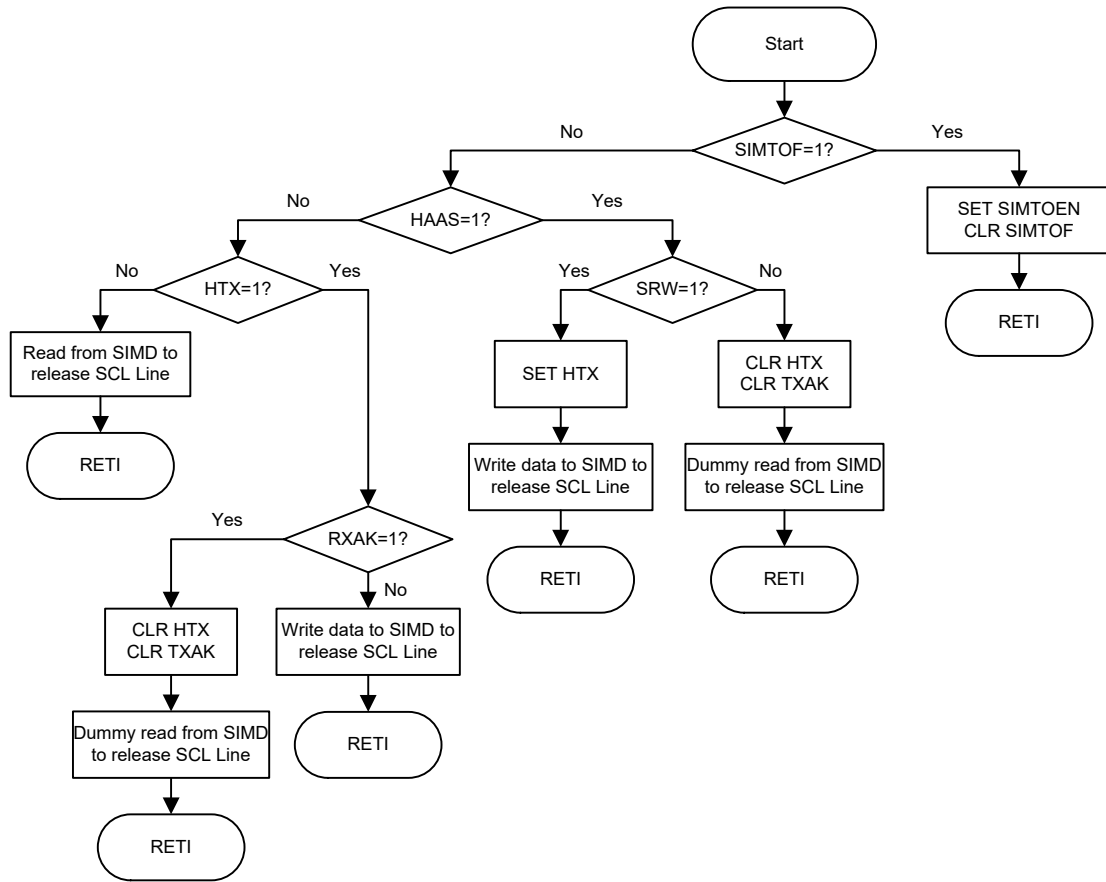 Start
No
Yes
SIMTOF=1?
SET SIMTOEN
CLR SIMTOF
RETI
No
Yes
HAAS=1?
No
Yes
HTX=1?
Yes
No
SRW=1?
Read from SIMD to
release SCL Line
RETI
SET HTX
CLR HTX
CLR TXAK
Write data to SIMD to
release SCL Line
Dummy read from SIMD
to release SCL Line
RETI
RETI
Yes
RXAK=1?
No
CLR HTX
CLR TXAK
Write data to SIMD to
release SCL Line
Dummy read from SIMD
to release SCL Line
RETI
RETI